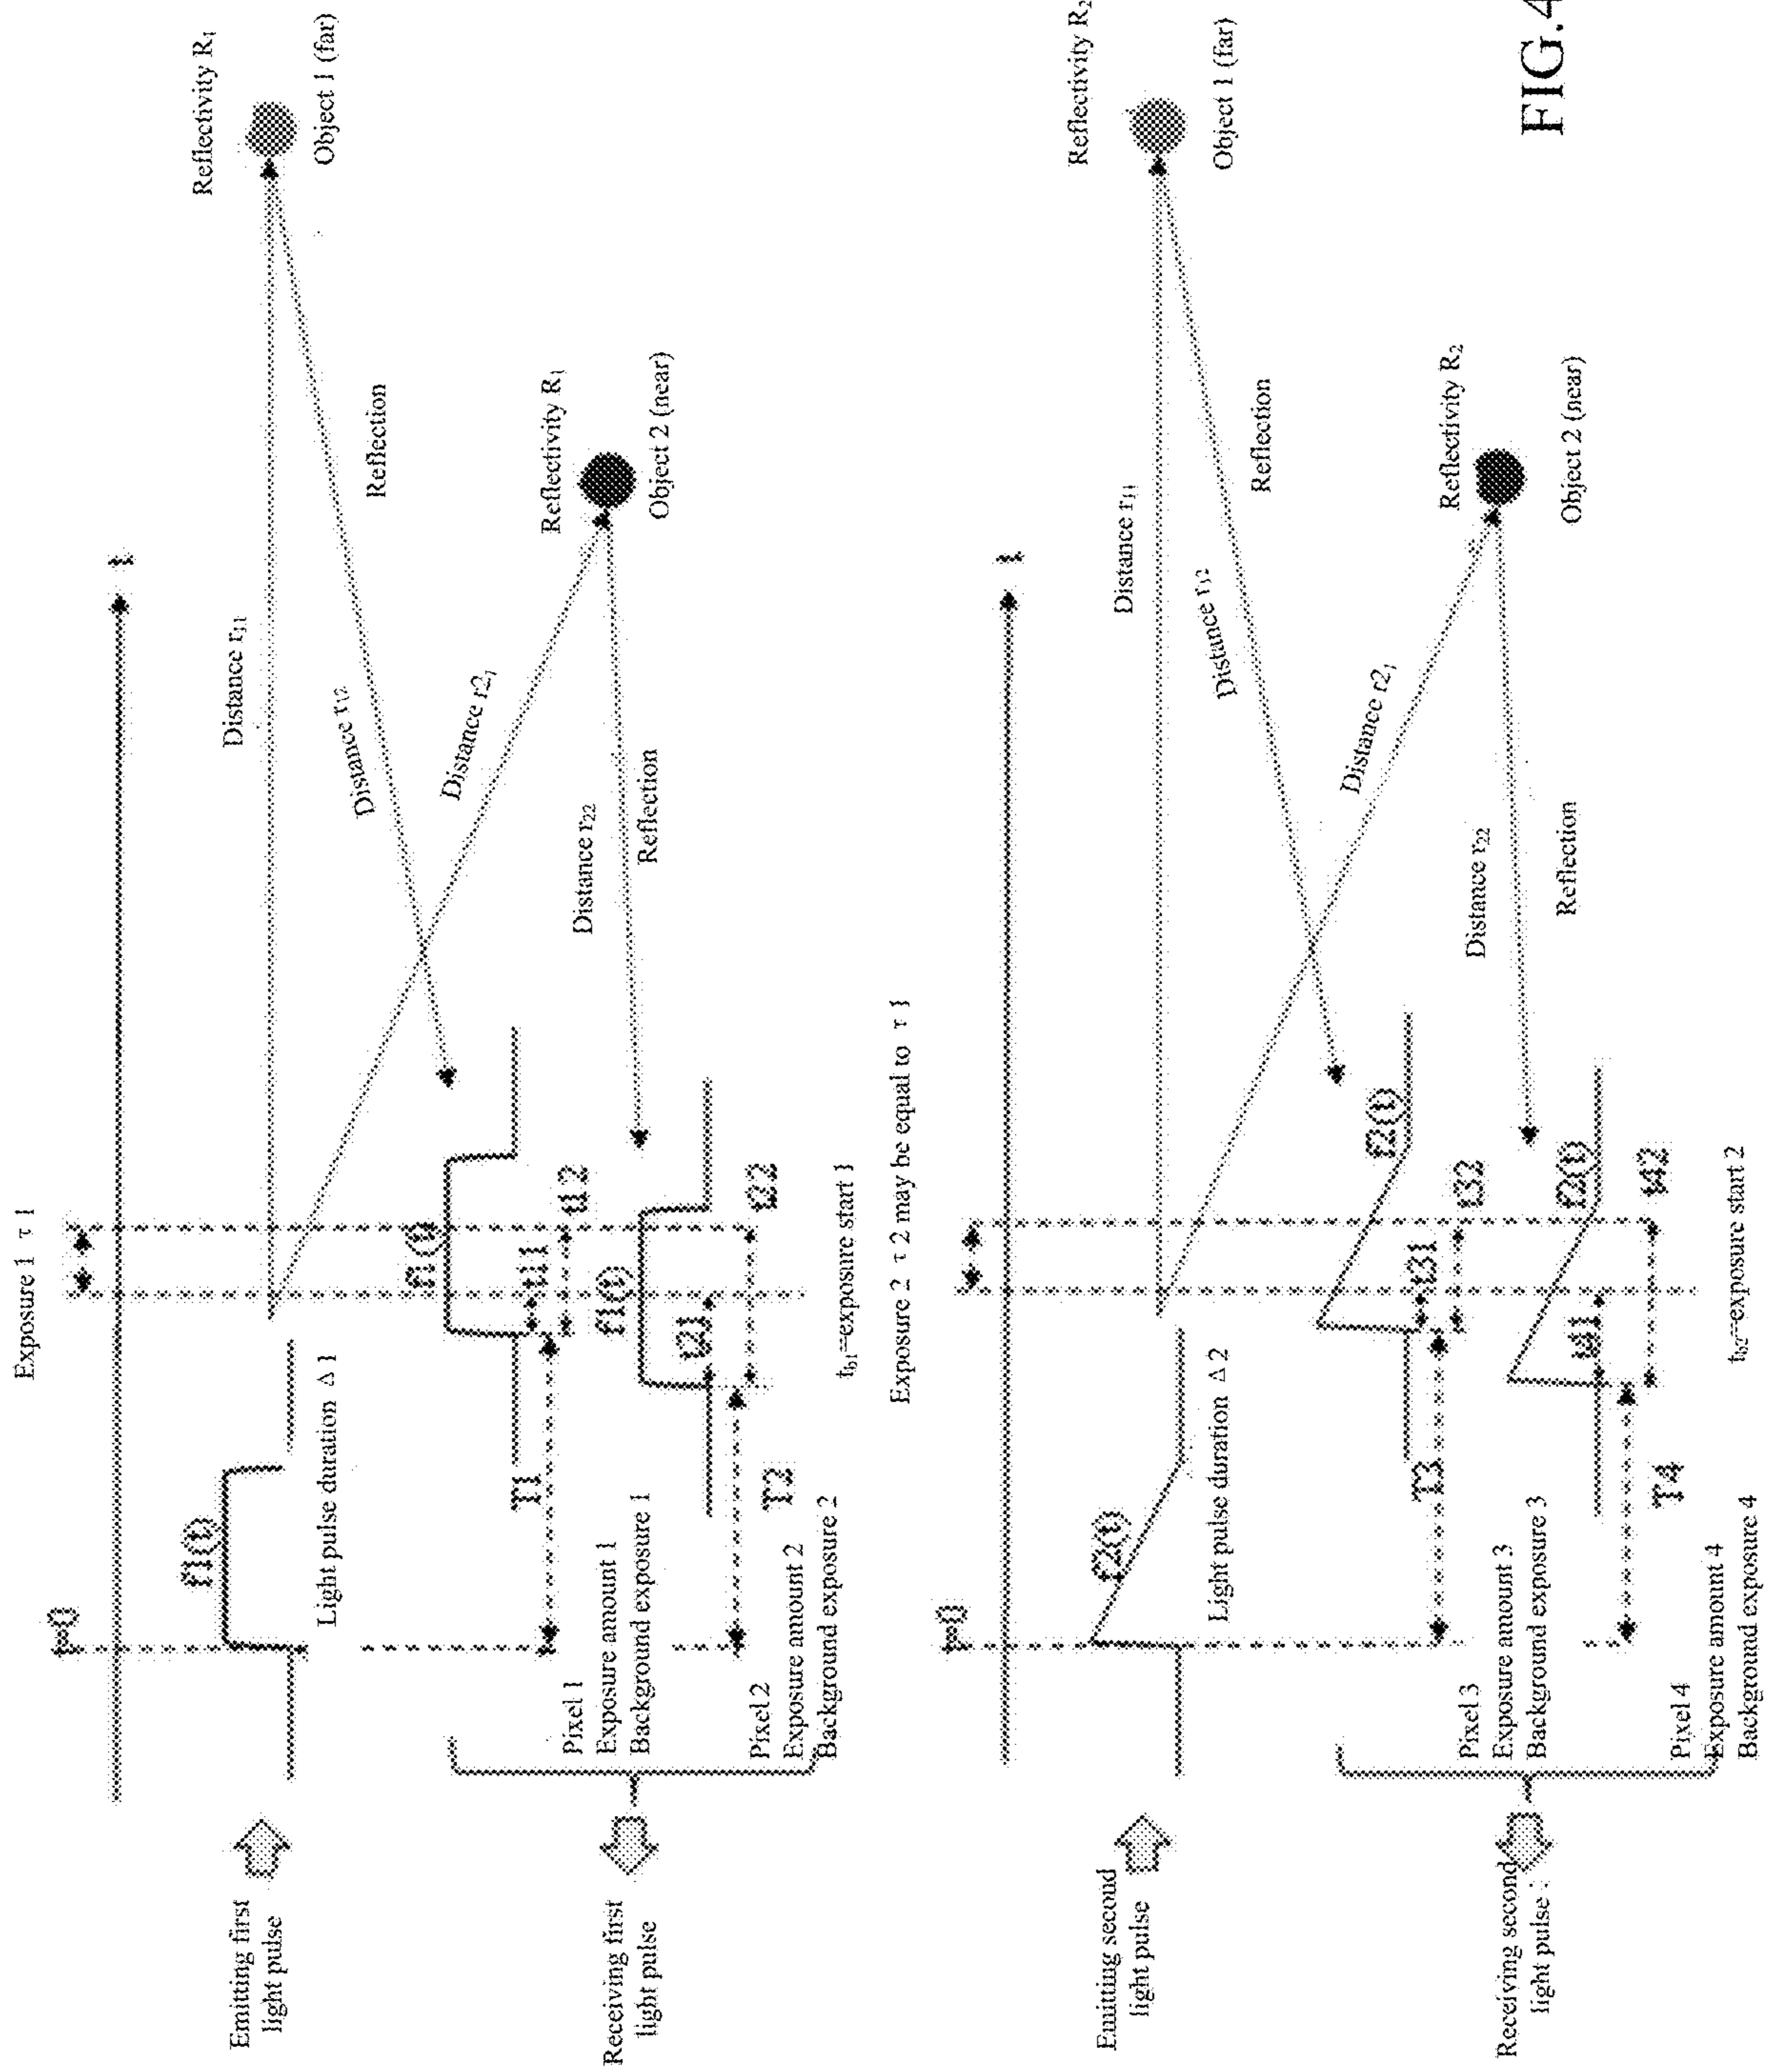 Exposure 1 τ 1
t=0
t
f1(t)
Light pulse duration Δ 1
Emitting first
light pulse
Distance r11
Reflectivity R1
Object 1 (far)
Distance r12
Reflection
f1(t)
T1
t11
t12
Distance r21
Reflectivity R1
Object 2 (near)
Pixel 1
Exposure amount 1
Background exposure 1
Receiving first
light pulse
f1(t)
Distance r22
Reflection
t21
t22
T2
Pixel 2
Exposure amount 2
Background exposure 2
tb1=exposure start 1
Exposure 2 τ 2 may be equal to τ 1
t=0
t
f2(t)
Light pulse duration Δ 2
Emitting second
light pulse
Distance r11
Reflectivity R2
Object 1 (far)
Distance r12
Reflection
f2(t)
T3
t31
t32
Distance r21
Reflectivity R2
Object 2 (near)
Pixel 3
Exposure amount 3
Background exposure 3
Receiving second
light pulse
f2(t)
Distance r22
Reflection
t41
t42
T4
Pixel 4
Exposure amount 4
Background exposure 4
tb2=exposure start 2
FIG.4